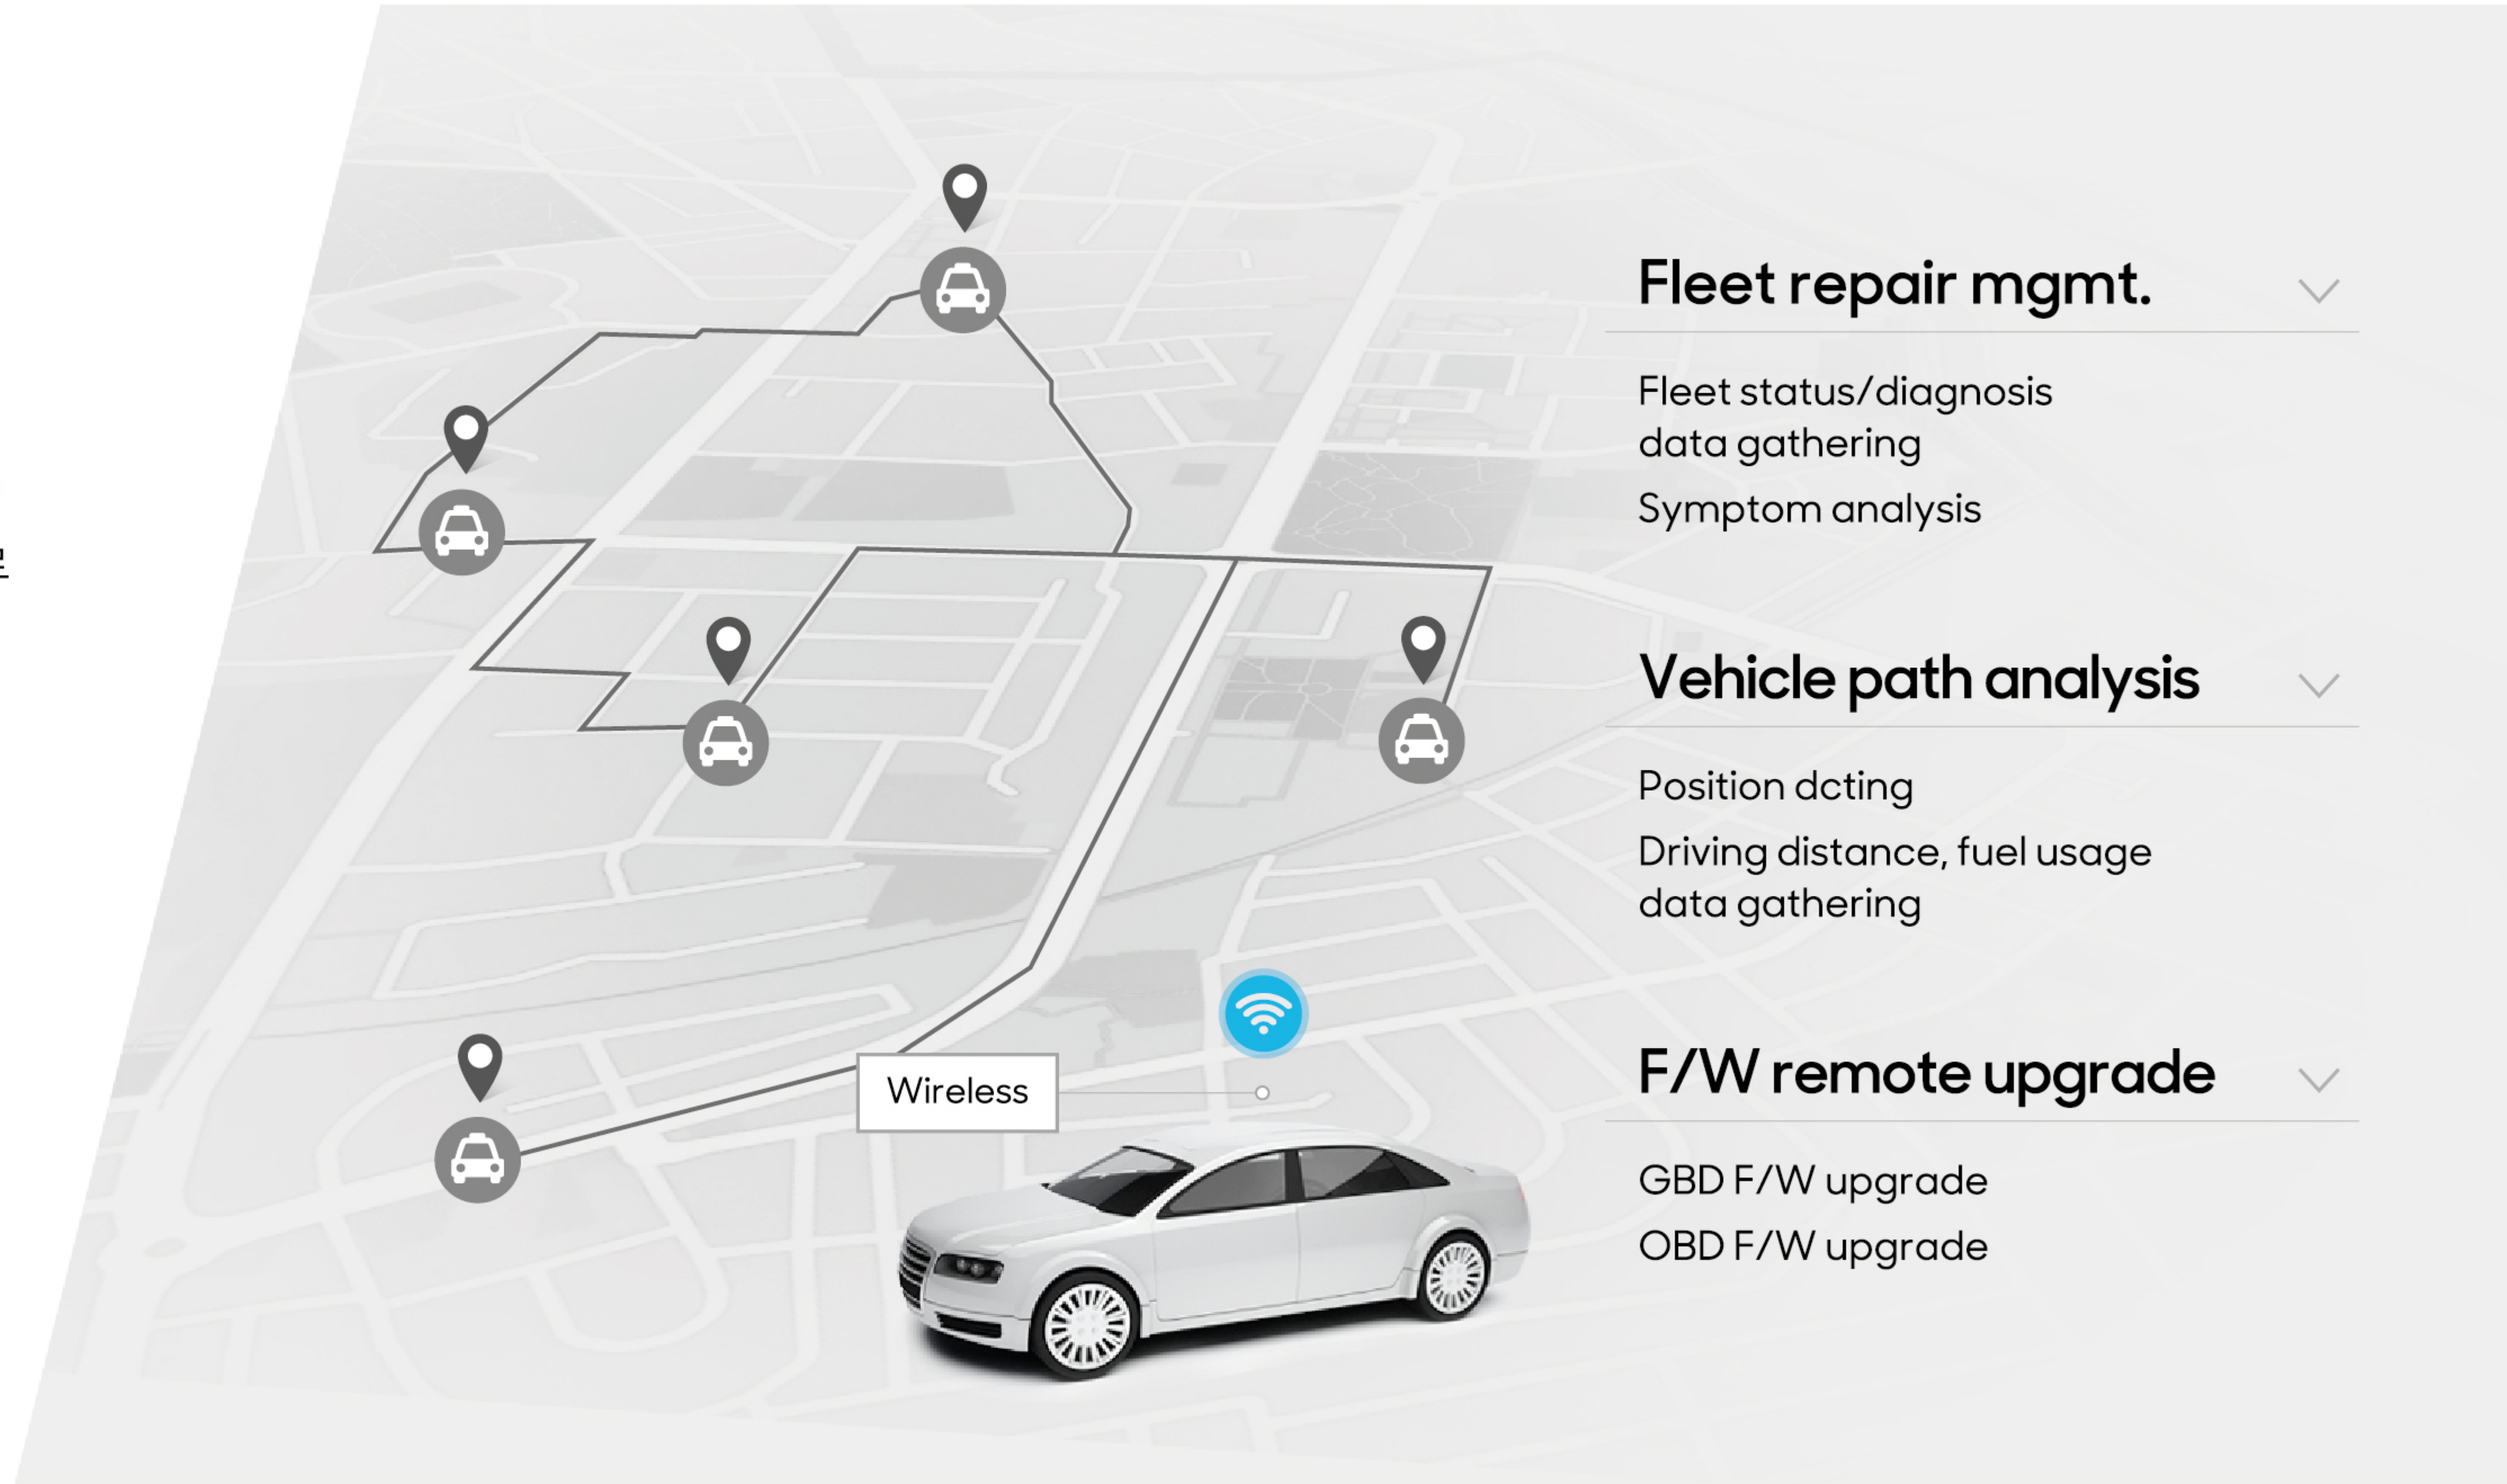 Fleet repair mgmt.
Fleet status/diagnosis
data gathering
Symptom analysis
Vehicle path analysis
Position dcting
Driving distance, fuel usage
data gathering
Wireless
F/W remote upgrade
GBD F/W upgrade
OBD F/W upgrade